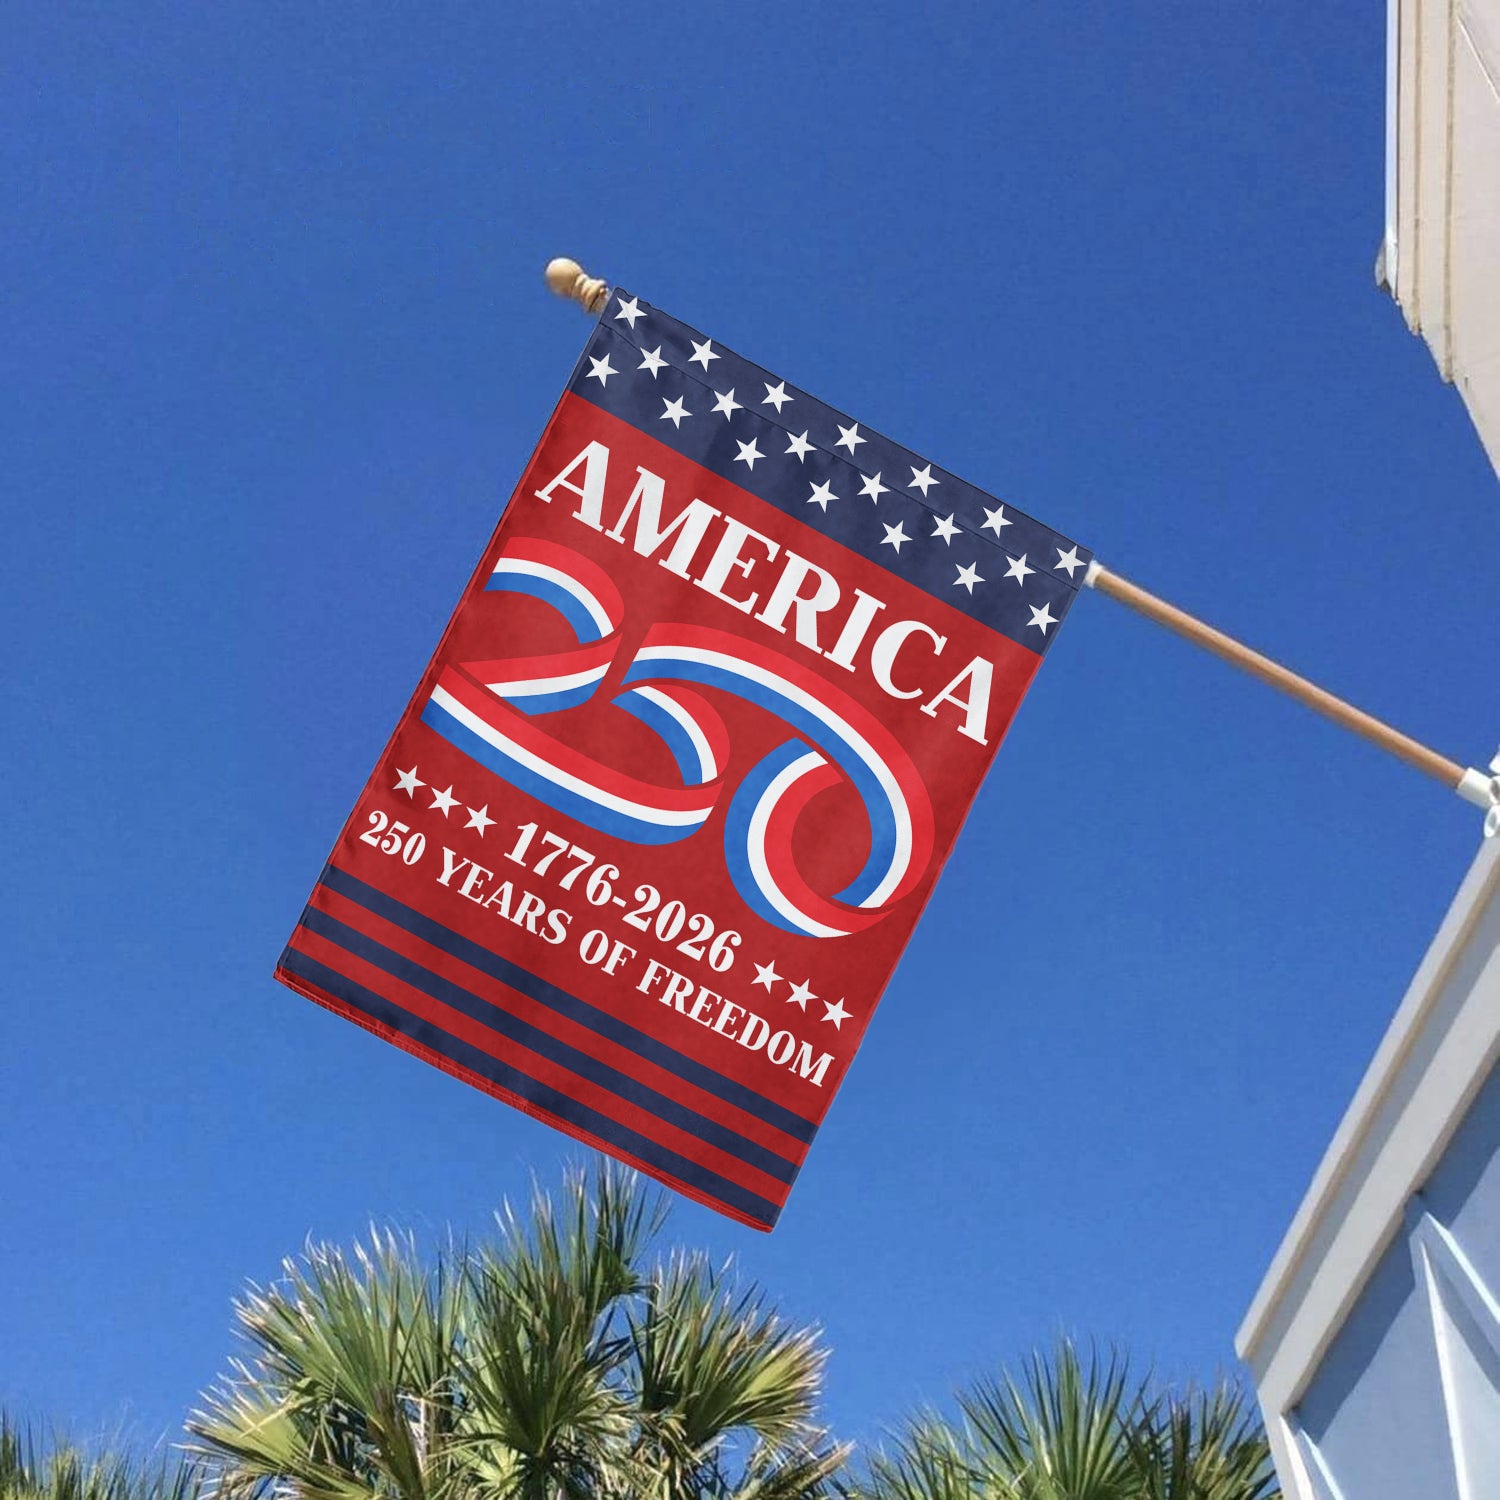 AMERICA
250
1776-2026
250 YEARS OF FREEDOM